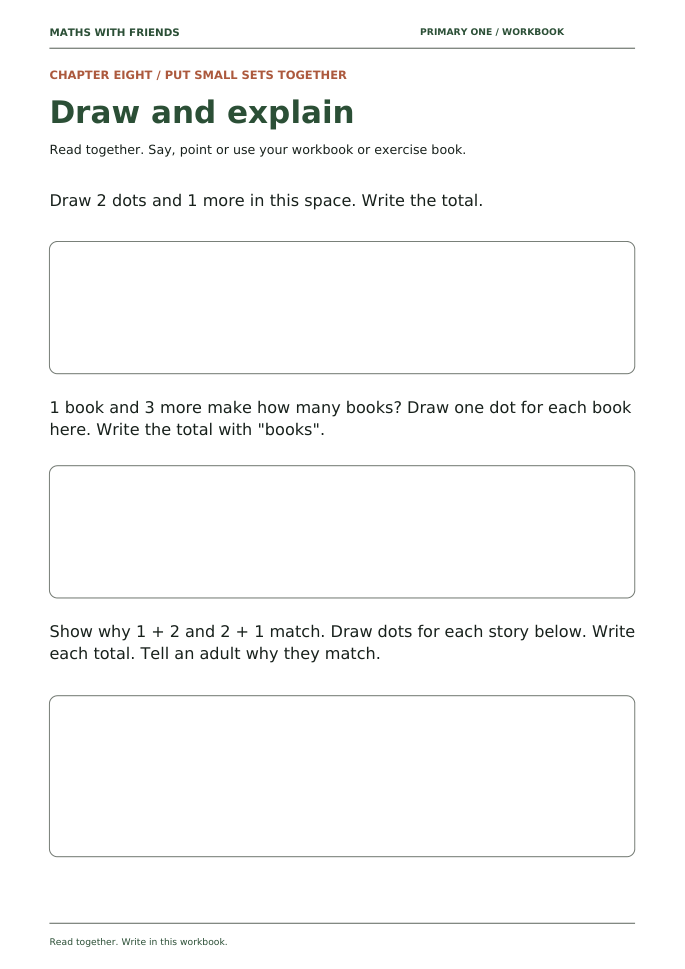 MATHS WITH FRIENDS
PRIMARY ONE / WORKBOOK
CHAPTER EIGHT / PUT SMALL SETS TOGETHER
Draw and explain
Read together. Say, point or use your workbook or exercise book.
Draw 2 dots and 1 more in this space. Write the total.
1 book and 3 more make how many books? Draw one dot for each book
here. Write the total with "books".
Show why 1 + 2 and 2 + 1 match. Draw dots for each story below. Write
each total. Tell an adult why they match.
Read together. Write in this workbook.